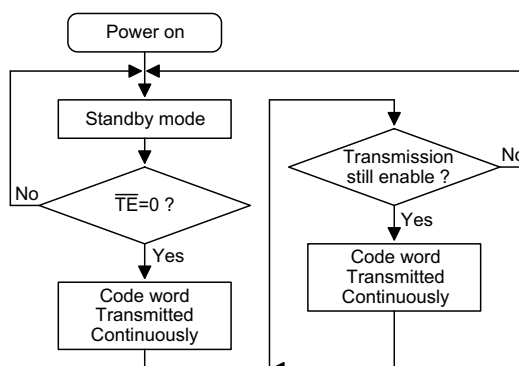 Power on
Standby mode
No
T̅E̅=0 ?
Yes
Code word
Transmitted
Continuously
Transmission
still enable ?
No
Yes
Code word
Transmitted
Continuously